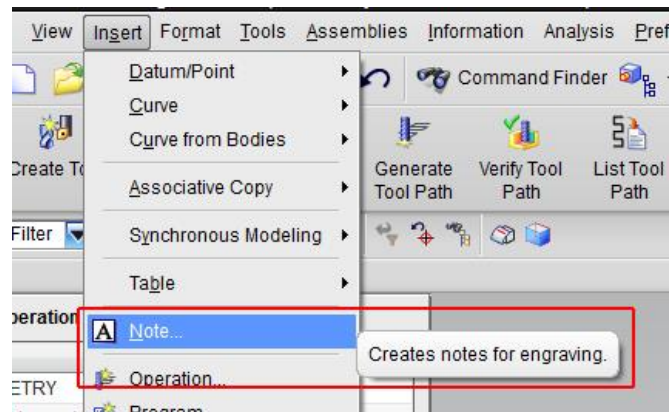 View Insert Format Tools Assemblies Information Analysis Pref
Datum/Point
Command Finder
Curve
Curve from Bodies
Create To
Generate Tool Path
Verify Tool Path
List Tool Path
Associative Copy
Filter
Synchronous Modeling
Table
peration
A Note...
Creates notes for engraving.
Operation...
ETRY
Program